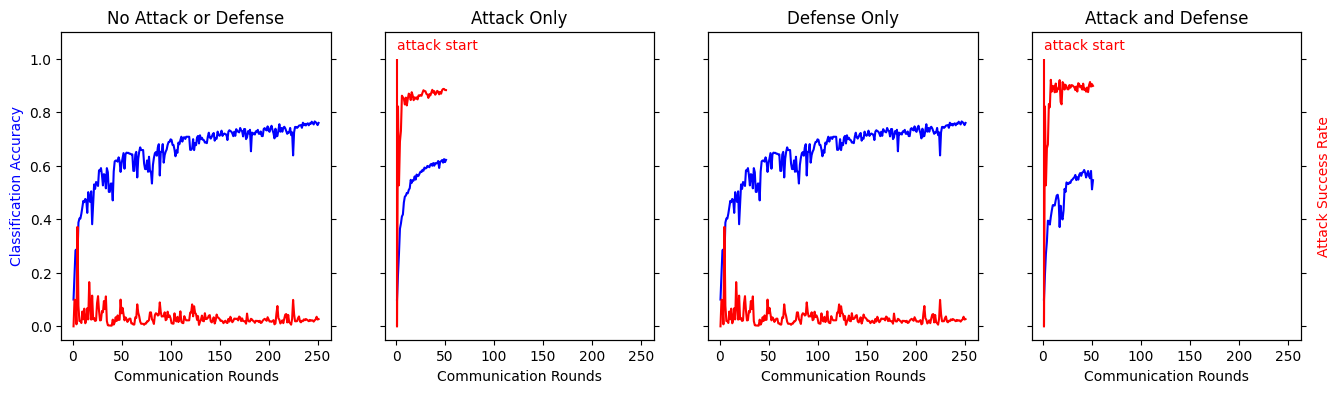 No Attack or Defense
Attack Only
Defense Only
Attack and Defense
attack start
attack start
Classification Accuracy
Attack Success Rate
1.0
0.8
0.6
0.4
0.2
0.0
0 50 100 150 200 250
0 50 100 150 200 250
0 50 100 150 200 250
0 50 100 150 200 250
Communication Rounds
Communication Rounds
Communication Rounds
Communication Rounds